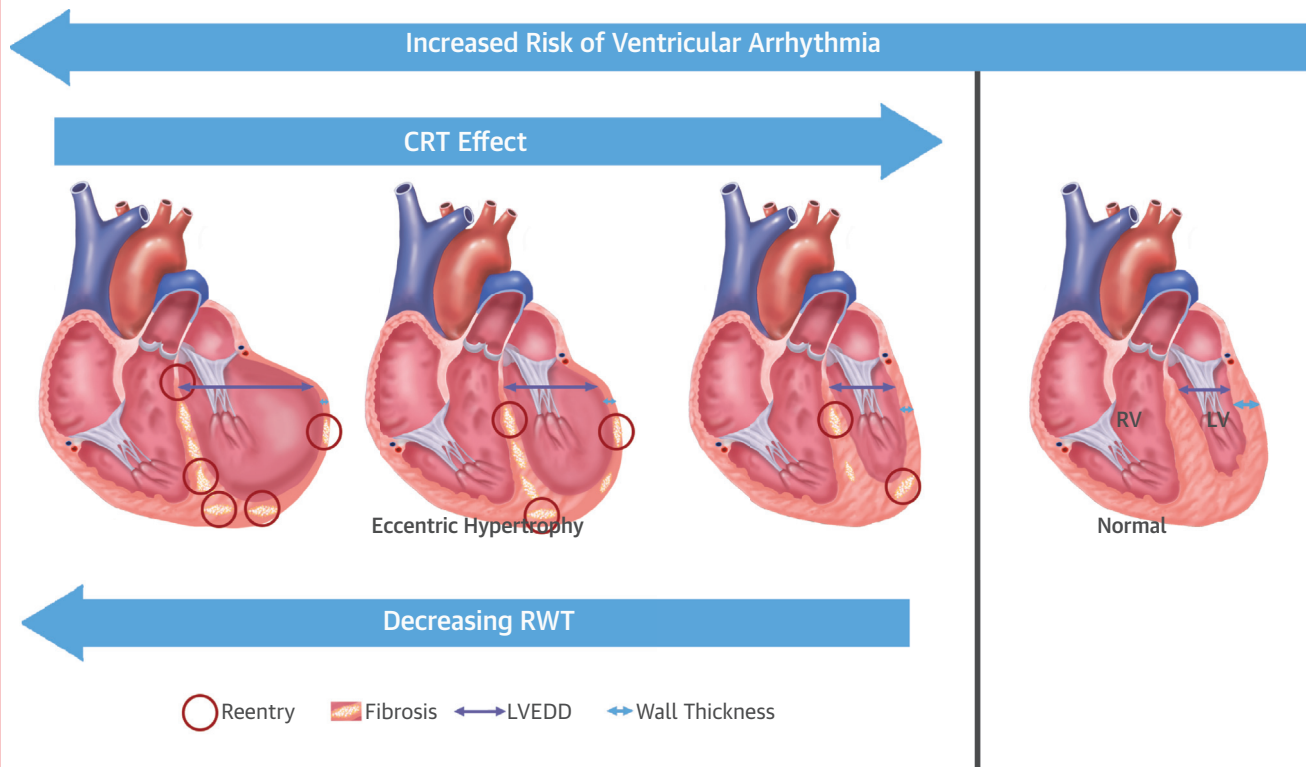 Increased Risk of Ventricular Arrhythmia
CRT Effect
RV
LV
Eccentric Hypertrophy
Normal
Decreasing RWT
Reentry
Fibrosis
LVEDD
Wall Thickness